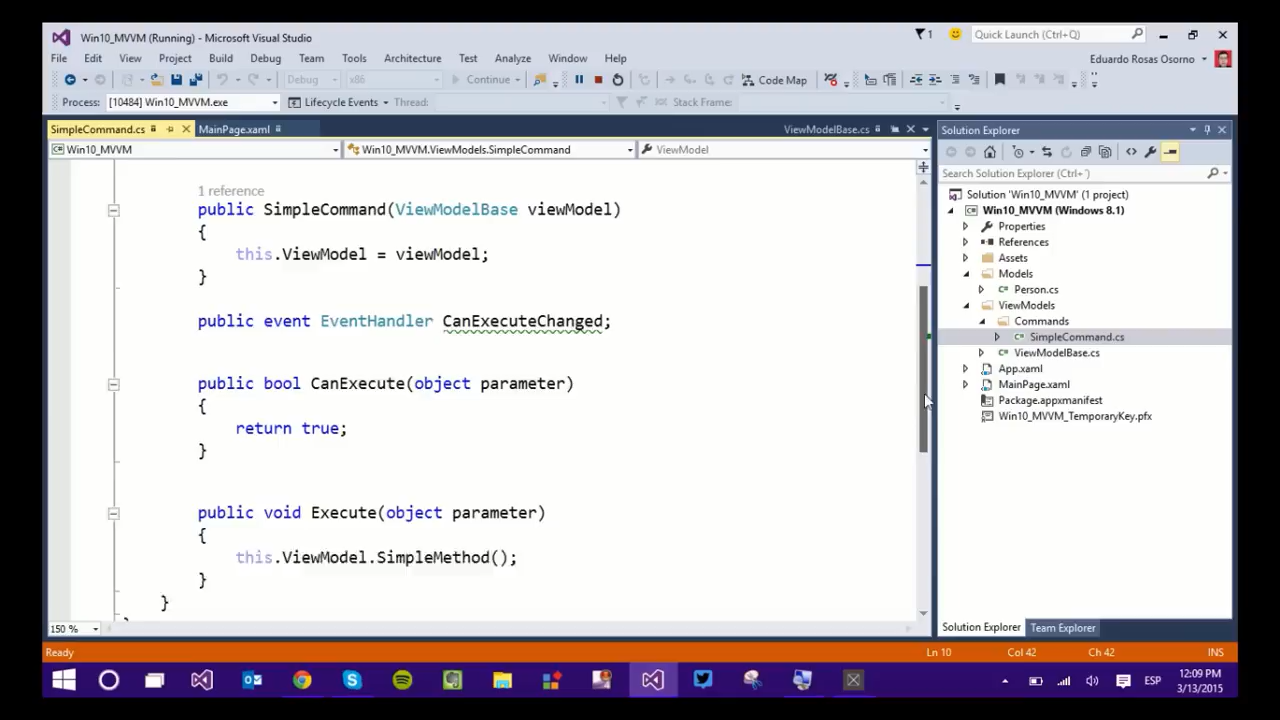 Win10_MVVM (Running) - Microsoft Visual Studio
1
Quick Launch (Ctrl+Q)
File Edit View Project Build Debug Team Tools Test Analyze Window Help
Eduardo Rosas Osorno
Debug x86 Continue Code Map
Process: [10484] Win10_MVVM.exe Lifecycle Events Thread: Stack Frame:
SimpleCommand.cs MainPage.xaml ViewModelBase.cs
Win10_MVVM Win10_MVVM.ViewModels.SimpleCommand ViewModel
1 reference
public SimpleCommand(ViewModelBase viewModel)
{
this.ViewModel = viewModel;
}
public event EventHandler CanExecuteChanged;
public bool CanExecute(object parameter)
{
return true;
}
public void Execute(object parameter)
{
this.ViewModel.SimpleMethod();
}
}
150 %
Solution Explorer
Search Solution Explorer (Ctrl+')
Solution 'Win10_MVVM' (1 project)
Win10_MVVM (Windows 8.1)
Properties
References
Assets
Models
Person.cs
ViewModels
Commands
SimpleCommand.cs
ViewModelBase.cs
App.xaml
MainPage.xaml
Package.appxmanifest
Win10_MVVM_TemporaryKey.pfx
Solution Explorer Team Explorer
Ready Ln 10 Col 42 Ch 42 INS
ESP
12:09 PM
3/13/2015